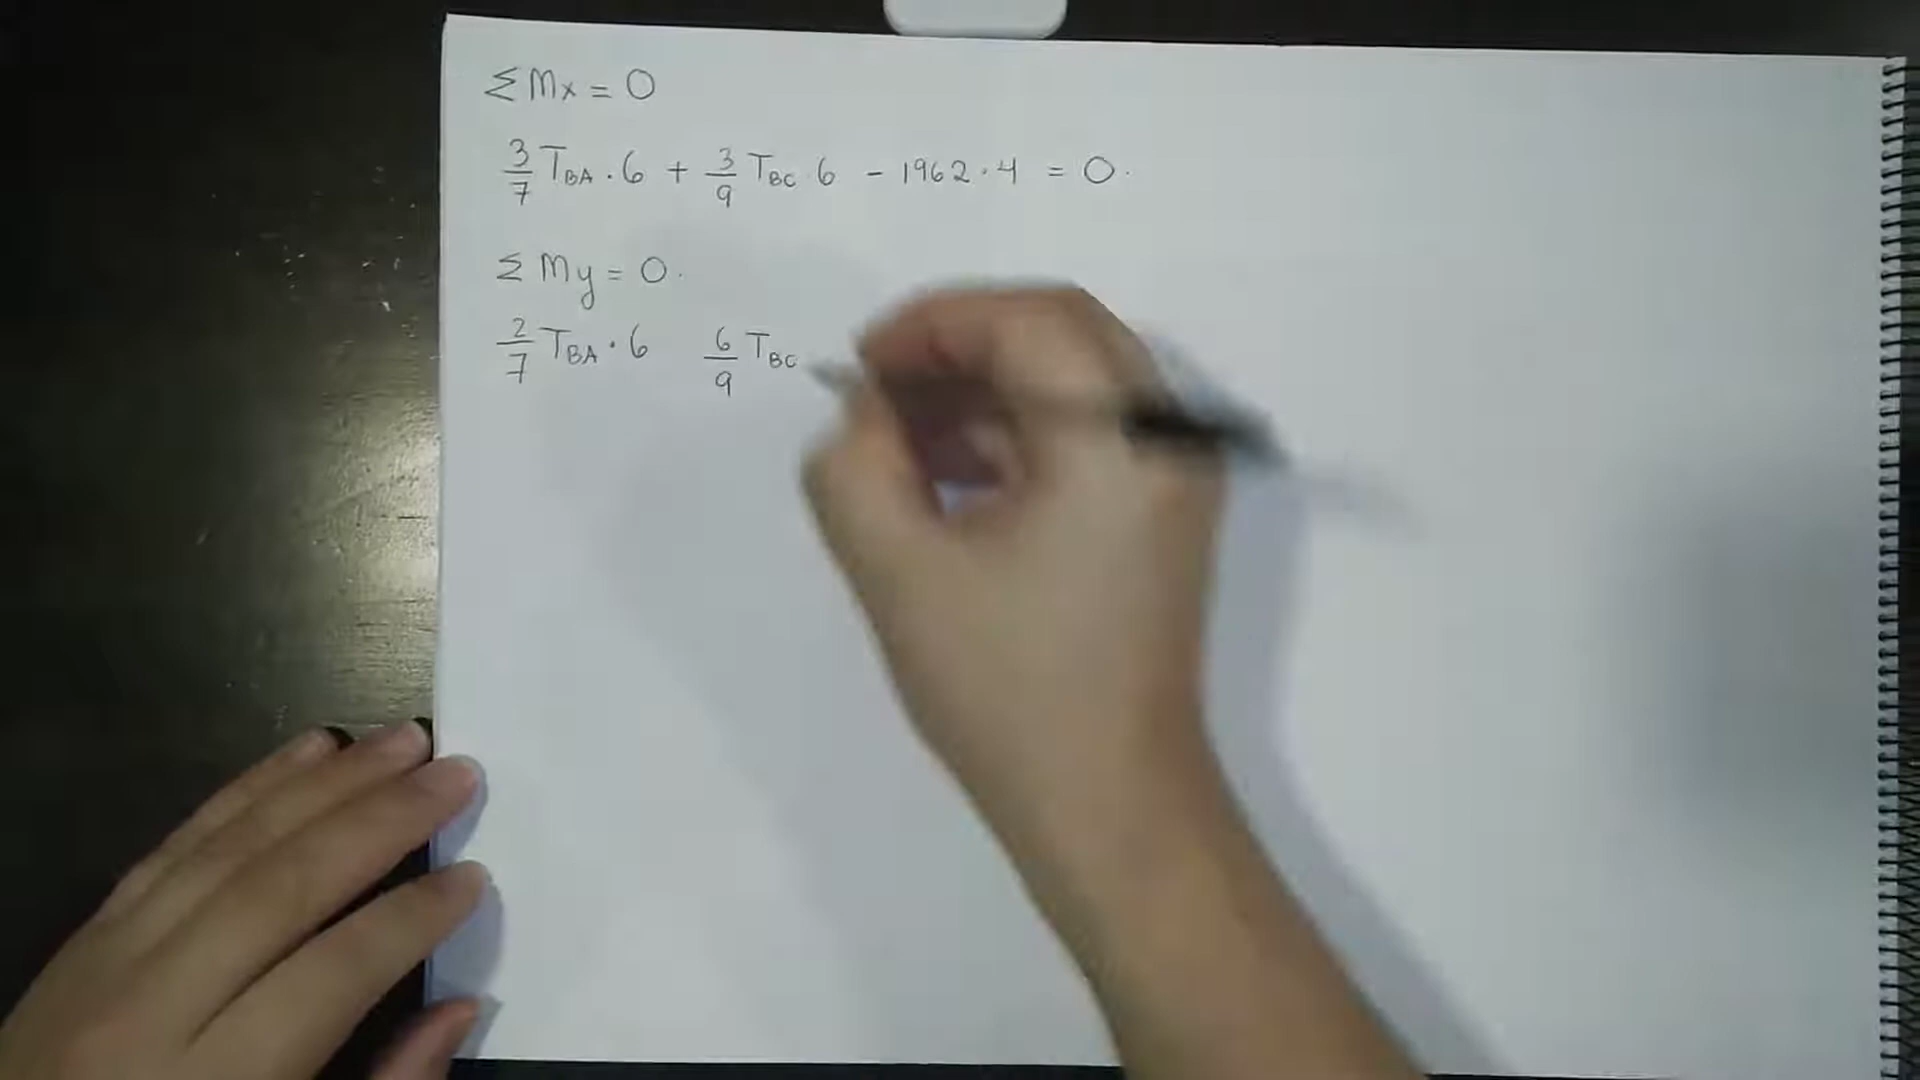 ΣMx = 0
3/7 TBA · 6 + 3/9 TBC · 6 - 1962 · 4 = 0.
ΣMy = 0.
2/7 TBA · 6 6/9 TBC